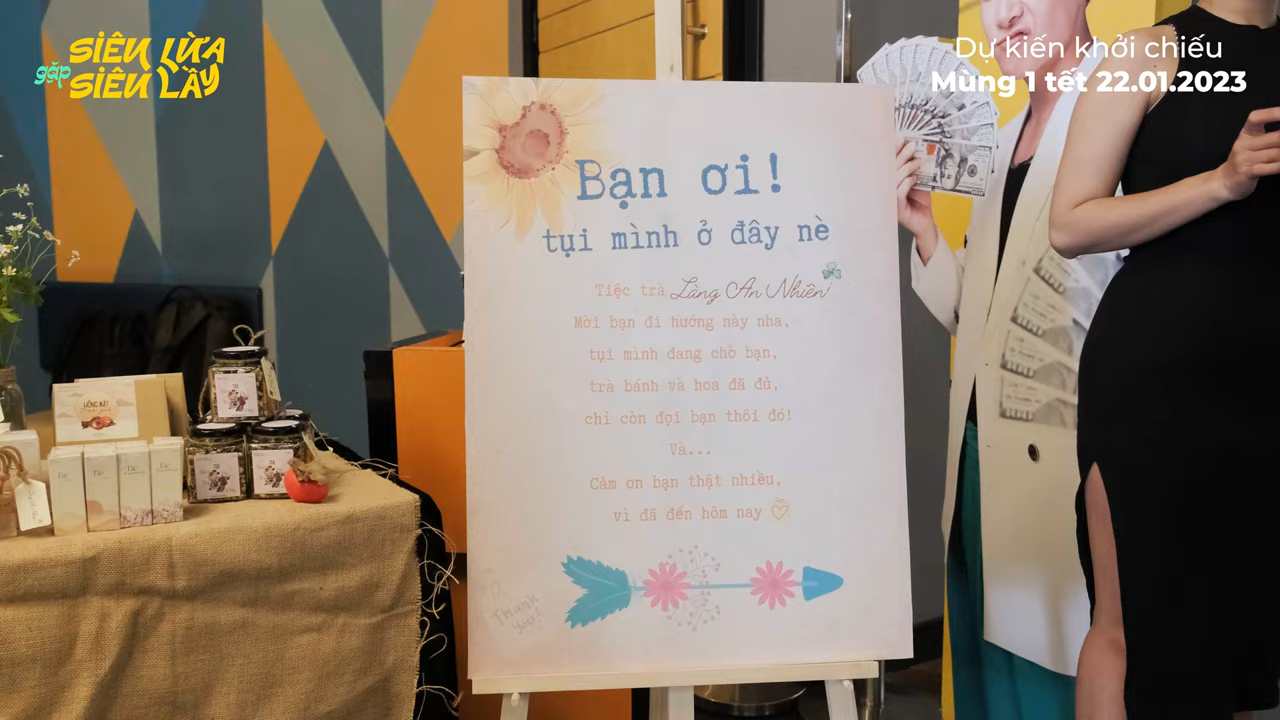 SIÊU LỪA
gặp
SIÊU LẦY
Dự kiến khởi chiếu
Mùng 1 tết 22.01.2023
Bạn ơi!
tụi mình ở đây nè
Tiệc trà Làng An Nhiên
Mời bạn đi hướng này nha,
tụi mình đang chờ bạn,
trà bánh và hoa đã đủ,
chỉ còn đợi bạn thôi đó!
Và...
Cảm ơn bạn thật nhiều,
vì đã đến hôm nay
Thank
You!
HỒNG MẬT